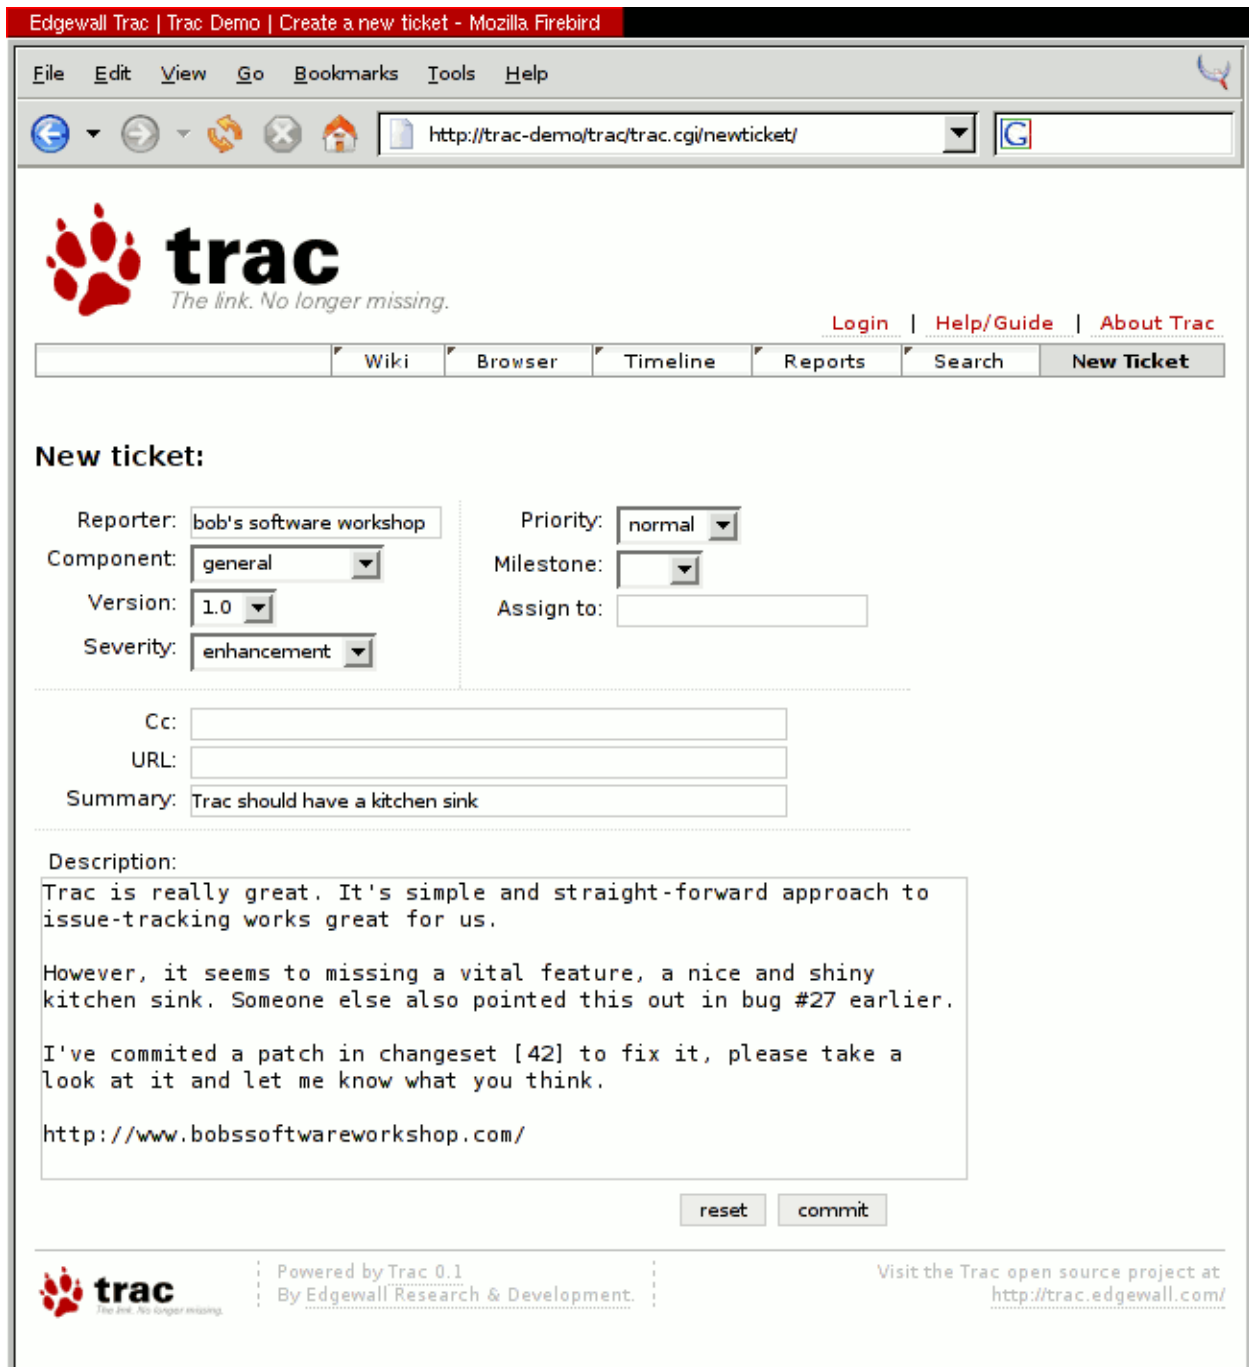 Edgewall Trac | Trac Demo | Create a new ticket - Mozilla Firebird
File Edit View Go Bookmarks Tools Help
http://trac-demo/trac/trac.cgi/newticket/ G
trac
The link. No longer missing.
Login | Help/Guide | About Trac
Wiki Browser Timeline Reports Search New Ticket
New ticket:
Reporter: bob's software workshop Priority: normal
Component: general Milestone:
Version: 1.0 Assign to:
Severity: enhancement
Cc:
URL:
Summary: Trac should have a kitchen sink
Description:
Trac is really great. It's simple and straight-forward approach to
issue-tracking works great for us.
However, it seems to missing a vital feature, a nice and shiny
kitchen sink. Someone else also pointed this out in bug #27 earlier.
I've commited a patch in changeset [42] to fix it, please take a
look at it and let me know what you think.
http://www.bobssoftwareworkshop.com/
reset commit
trac
The link. No longer missing.
Powered by Trac 0.1
By Edgewall Research & Development.
Visit the Trac open source project at
http://trac.edgewall.com/